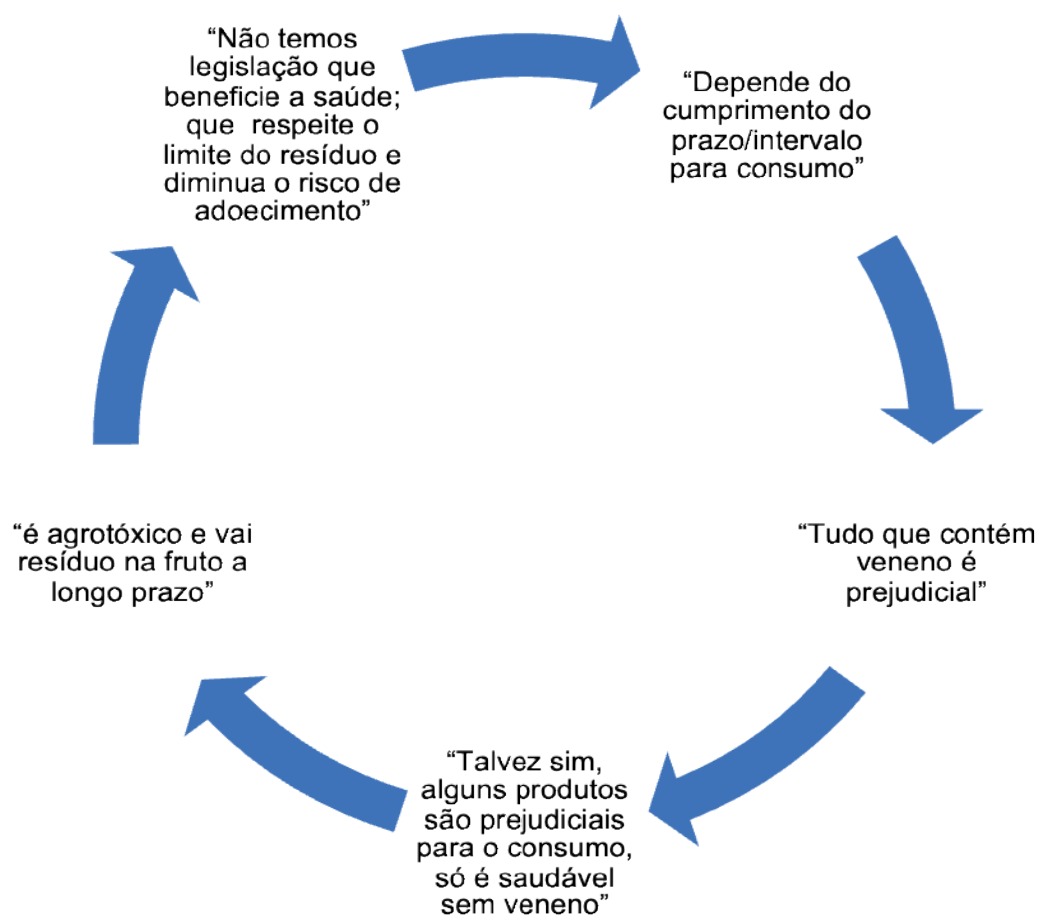 “Não temos
legislação que
beneficie a saúde;
que respeite o
limite do resíduo e
diminua o risco de
adoecimento”
“Depende do
cumprimento do
prazo/intervalo
para consumo”
“Tudo que contém
veneno é
prejudicial”
“Talvez sim,
alguns produtos
são prejudiciais
para o consumo,
só é saudável
sem veneno”
“é agrotóxico e vai
resíduo na fruto a
longo prazo”